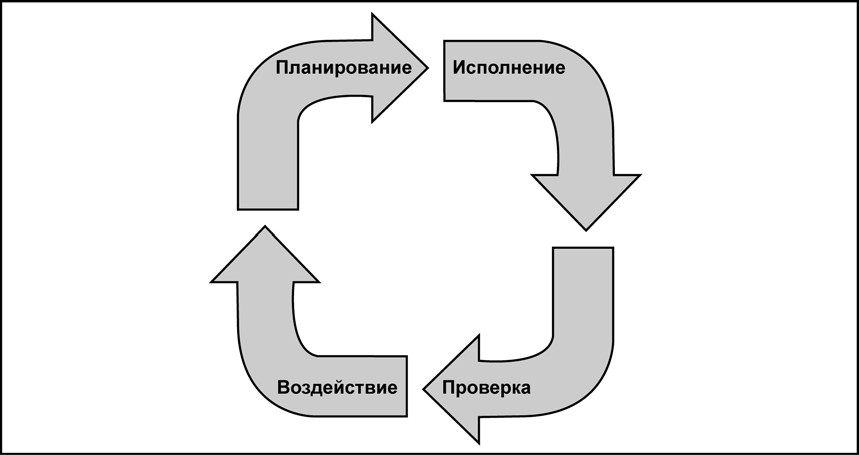 Планирование
Исполнение
Воздействие
Проверка